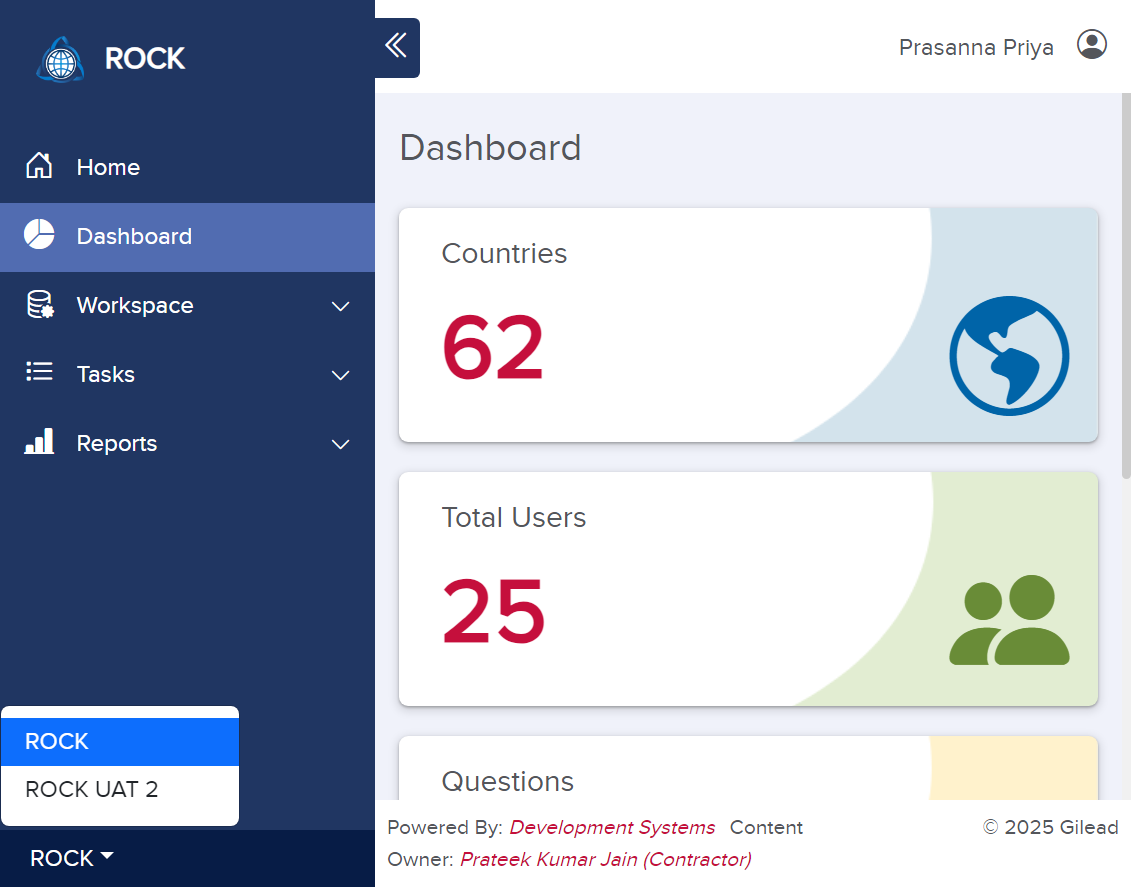 ROCK
Prasanna Priya
Home
Dashboard
Workspace
Tasks
Reports
ROCK
ROCK UAT 2
ROCK
Dashboard
Countries
62
Total Users
25
Questions
Powered By: Development Systems Content
Owner: Prateek Kumar Jain (Contractor)
© 2025 Gilead